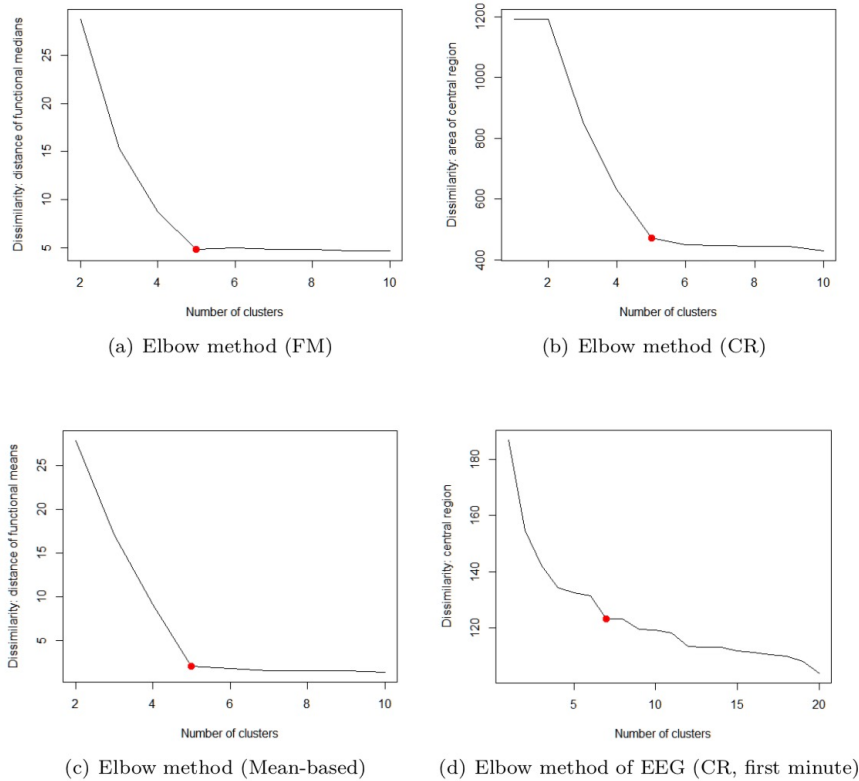 Dissimilarity: distance of functional medians
25
20
15
10
5
2 4 6 8 10
Number of clusters
(a) Elbow method (FM)
Dissimilarity: area of central region
1200
1000
800
600
400
2 4 6 8 10
Number of clusters
(b) Elbow method (CR)
Dissimilarity: distance of functional means
25
20
15
10
5
2 4 6 8 10
Number of clusters
(c) Elbow method (Mean-based)
Dissimilarity: central region
180
160
140
120
5 10 15 20
Number of clusters
(d) Elbow method of EEG (CR, first minute)